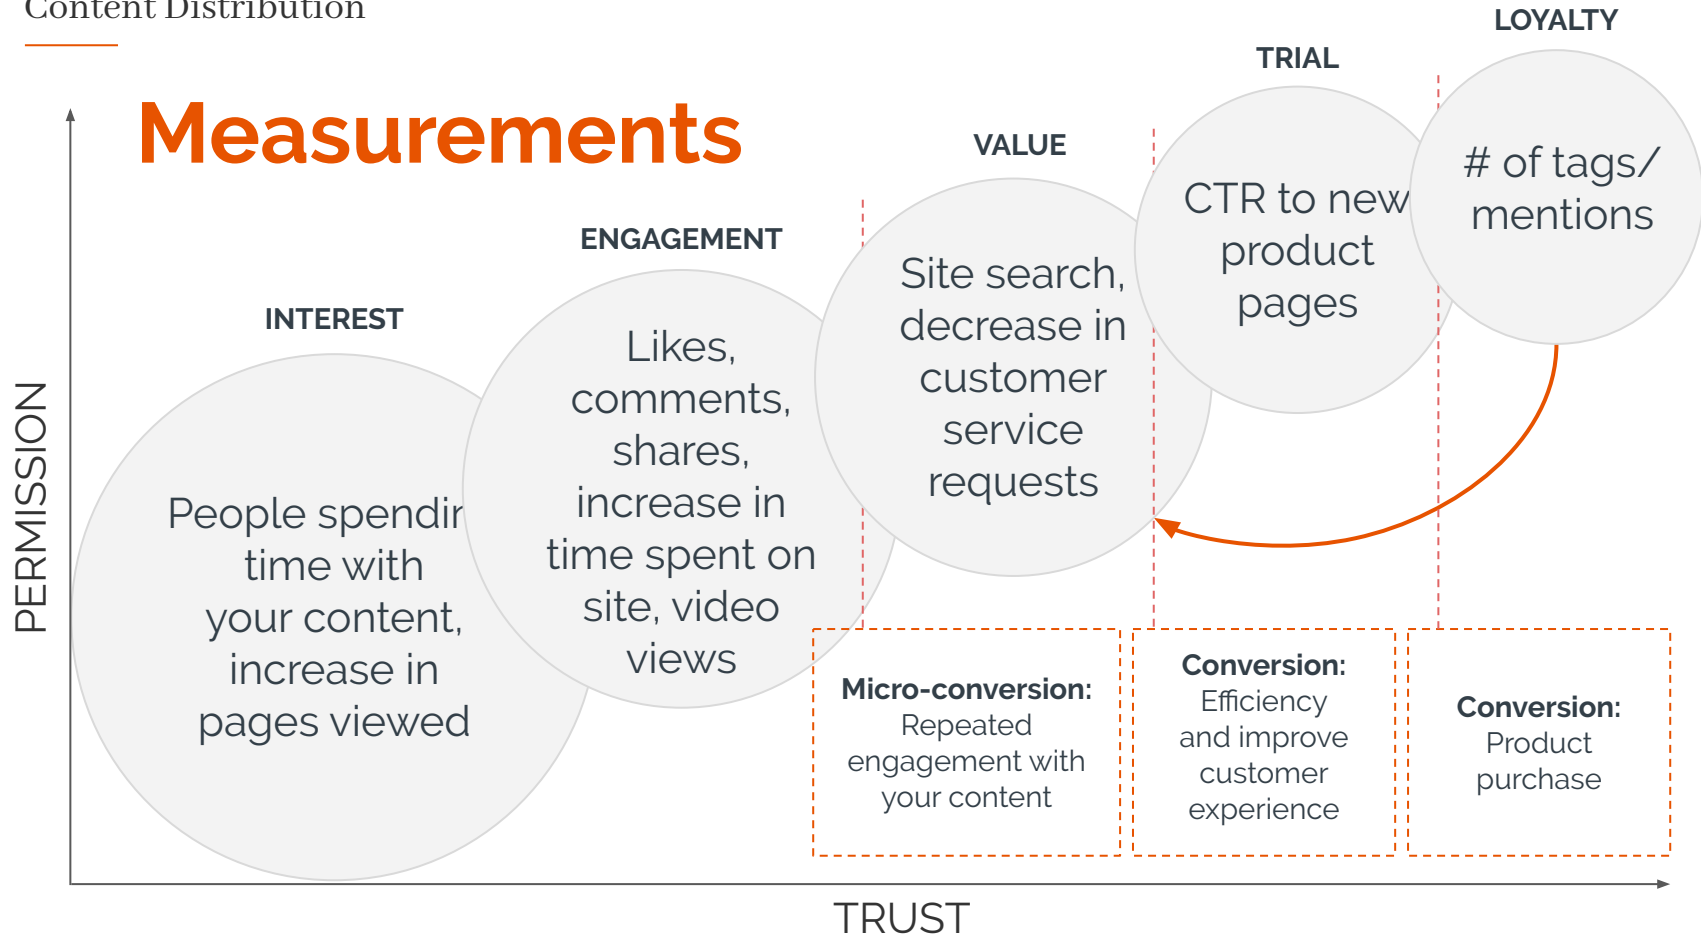 Content Distribution
Measurements
PERMISSION
TRUST
INTEREST
People spendin
time with
your content,
increase in
pages viewed
ENGAGEMENT
Likes,
comments,
shares,
increase in
time spent on
site, video
views
VALUE
Site search,
decrease in
customer
service
requests
TRIAL
CTR to new
product
pages
LOYALTY
# of tags/
mentions
Micro-conversion:
Repeated
engagement with
your content
Conversion:
Efficiency
and improve
customer
experience
Conversion:
Product
purchase